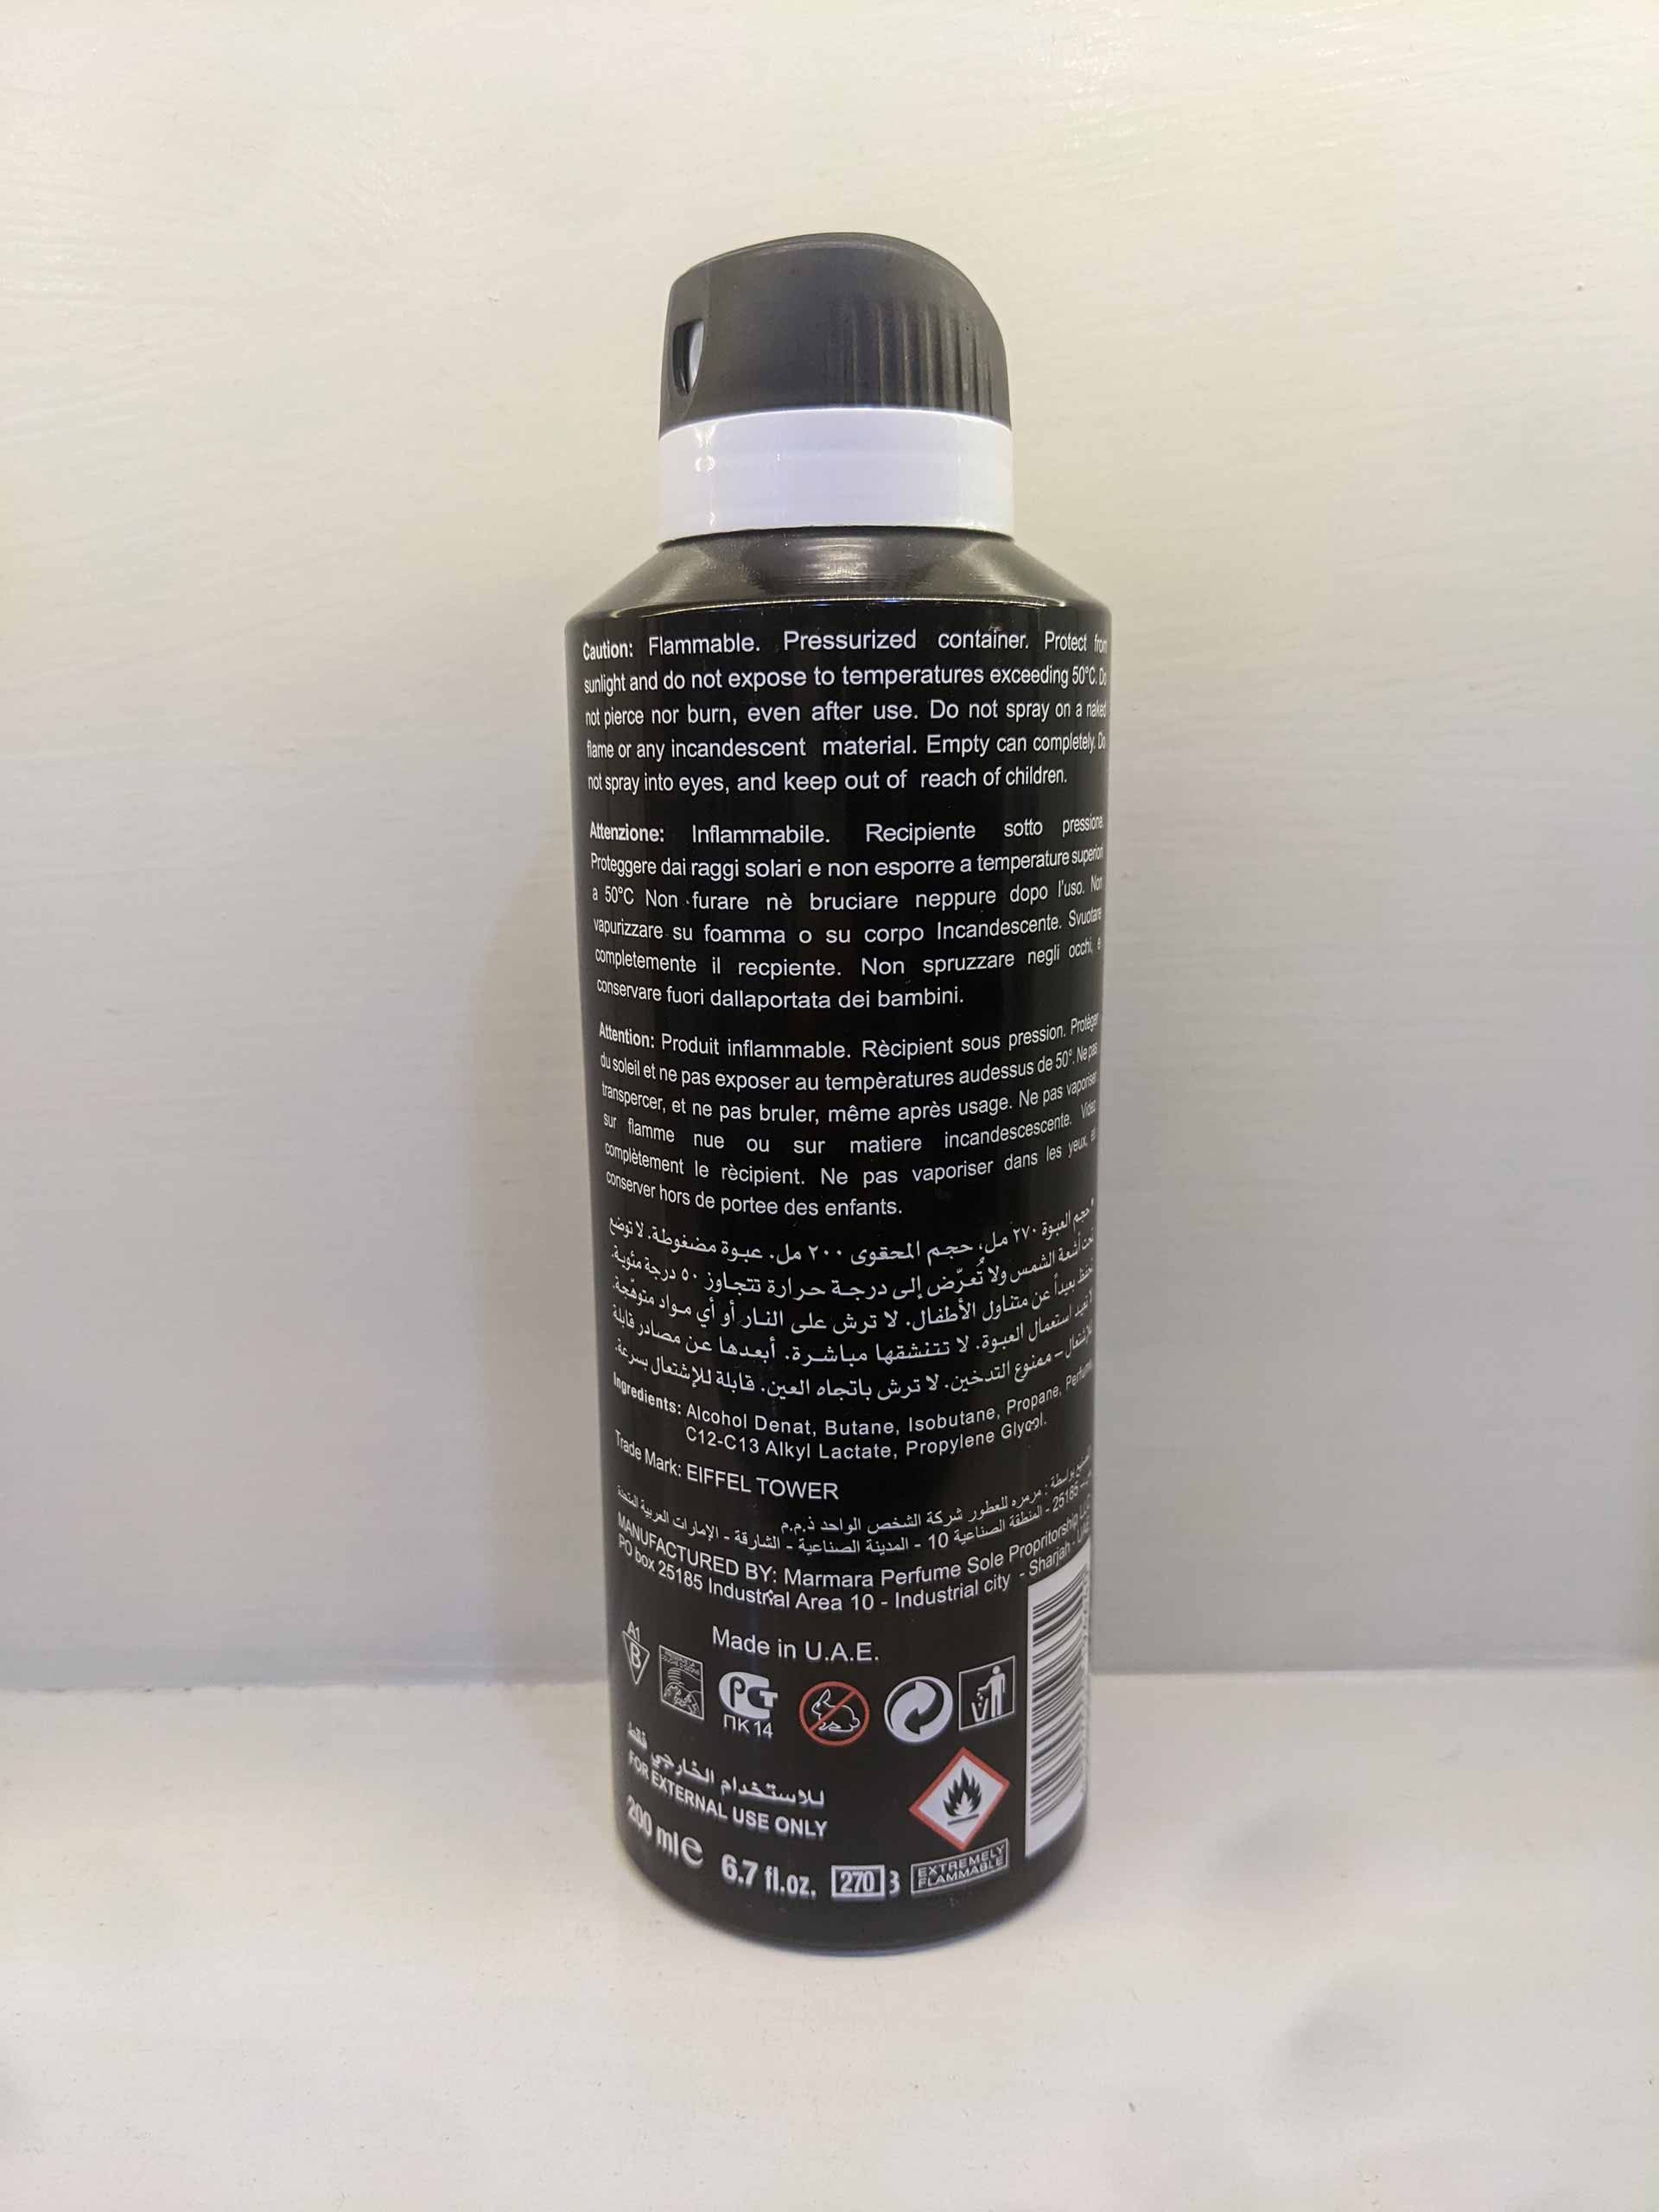 Caution: Flammable. Pressurized container. Protect from
sunlight and do not expose to temperatures exceeding 50°C. Do
not pierce nor burn, even after use. Do not spray on a naked
flame or any incandescent material. Empty can completely. Do
not spray into eyes, and keep out of reach of children.
Attenzione: Inflammabile. Recipiente sotto pressione.
Proteggere dai raggi solari e non esporre a temperature superiori
a 50°C Non furare nè bruciare neppure dopo l'uso. Non
vapurizzare su foamma o su corpo Incandescente. Svuotare
completemente il recpiente. Non spruzzare negli occhi, e
conservare fuori dallaportata dei bambini.
Attention: Produit inflammable. Rècipient sous pression. Protèger
du soleil et ne pas exposer au tempèratures audessus de 50°. Ne pas
transpercer, et ne pas bruler, même après usage. Ne pas vaporiser
sur flamme nue ou sur matiere incandescescente. Videz
complètement le rècipient. Ne pas vaporiser dans les yeux, et
conserver hors de portee des enfants.
*حجم العبوة ٢٧٠ مل، حجم المحقوى ٢٠٠ مل. عبوة مضغوطة. لا توضع
تحت أشعة الشمس ولا تُعرّض إلى درجة حرارة تتجاوز ٥٠ درجة مئوية.
تحفظ بعيداً عن متناول الأطفال. لا ترش على النار أو أي مواد متوهّجة.
لا تعيد استعمال العبوة. لا تتنشقها مباشرة. أبعدها عن مصادر قابلة
للإشتعال – ممنوع التدخين. لا ترش باتجاه العين. قابلة للإشتعال بسرعة.
Ingredients: Alcohol Denat, Butane, Isobutane, Propane, Perfume,
C12-C13 Alkyl Lactate, Propylene Glycol.
Trade Mark: EIFFEL TOWER
بواسطة : مرمره للعطور شركة الشخص الواحد ذ.م.م
25185 - المنطقة الصناعية 10 - المدينة الصناعية - الشارقة - الإمارات العربية المتحدة
MANUFACTURED BY: Marmara Perfume Sole Propritorship L.L.C
PO box 25185 Industrial Area 10 - Industrial city - Sharjah - UAE
Made in U.A.E.
A1
B
РСТ
ПК 14
للاستخدام الخارجي فقط
FOR EXTERNAL USE ONLY
200 ml e 6.7 fl.oz. 270 3
EXTREMELY
FLAMMABLE